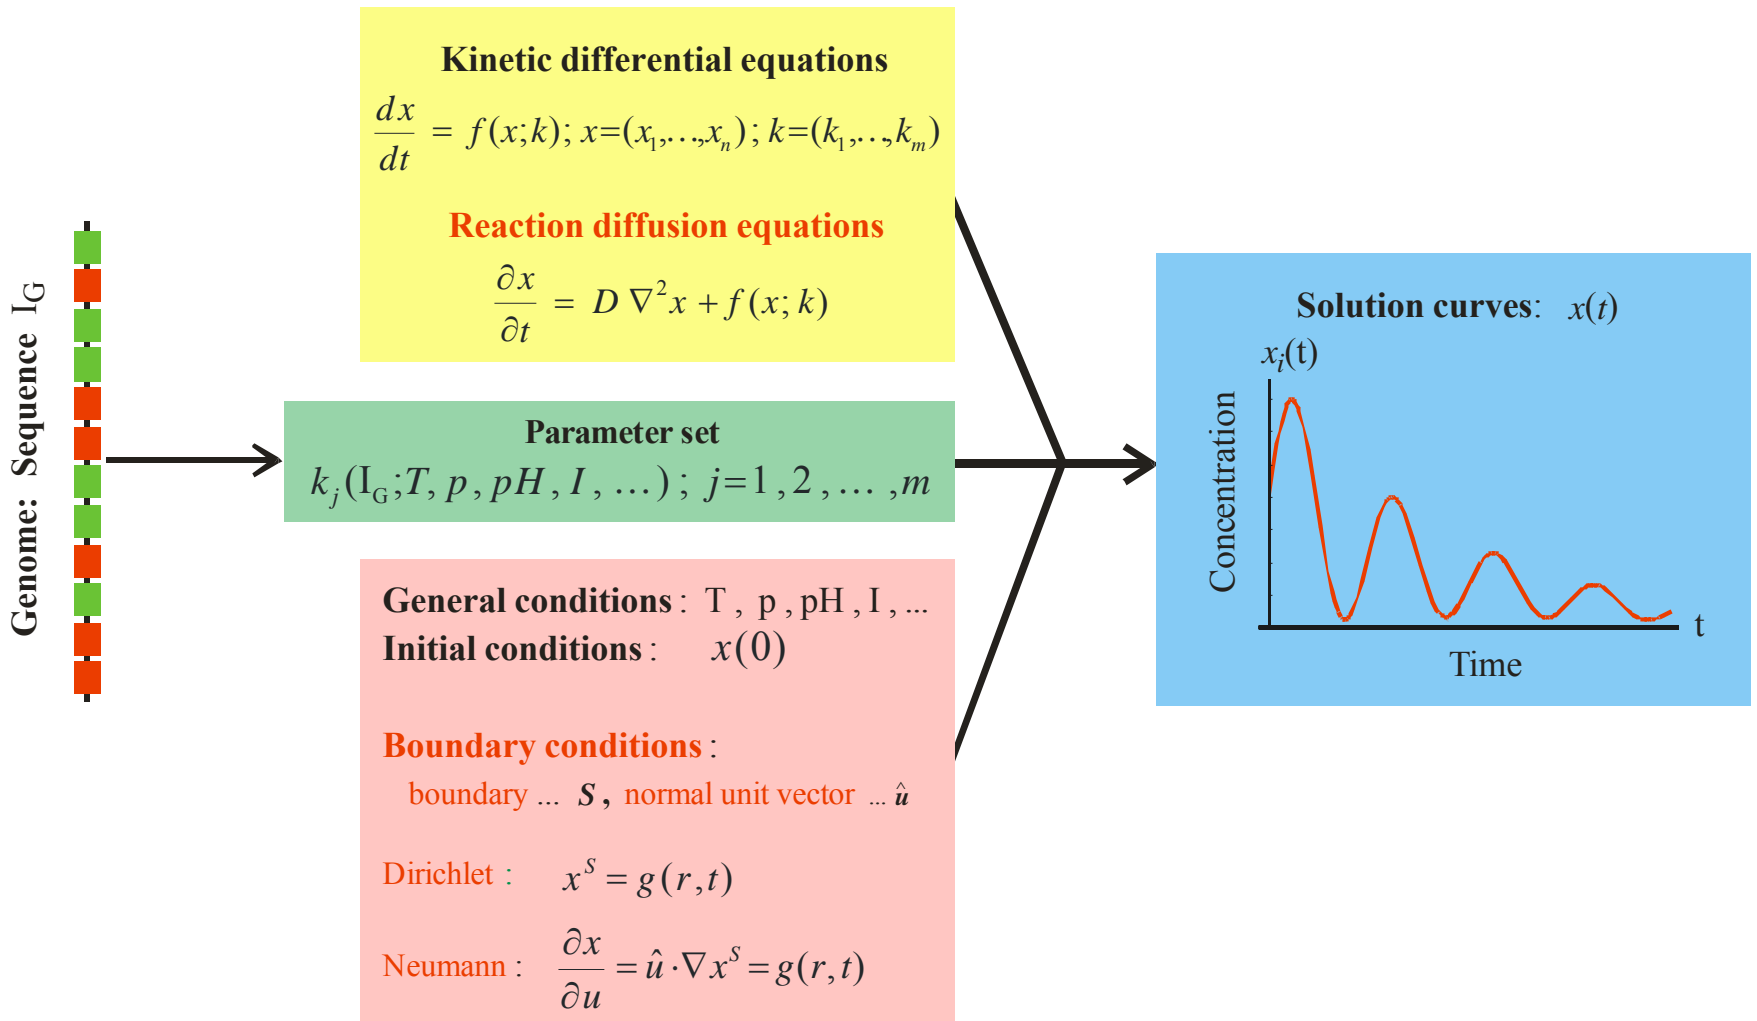 Genome: Sequence I_G
Kinetic differential equations
dx/dt = f(x;k); x=(x_1,...,x_n); k=(k_1,...,k_m)
Reaction diffusion equations
∂x/∂t = D ∇²x + f(x; k)
Parameter set
k_j(I_G;T, p, pH, I, ...); j=1, 2, ... ,m
General conditions: T, p, pH, I, ...
Initial conditions: x(0)
Boundary conditions:
boundary ... S, normal unit vector ... û
Dirichlet : x^S = g(r,t)
Neumann : ∂x/∂u = û·∇x^S = g(r,t)
Solution curves: x(t)
x_i(t)
Concentration
t
Time